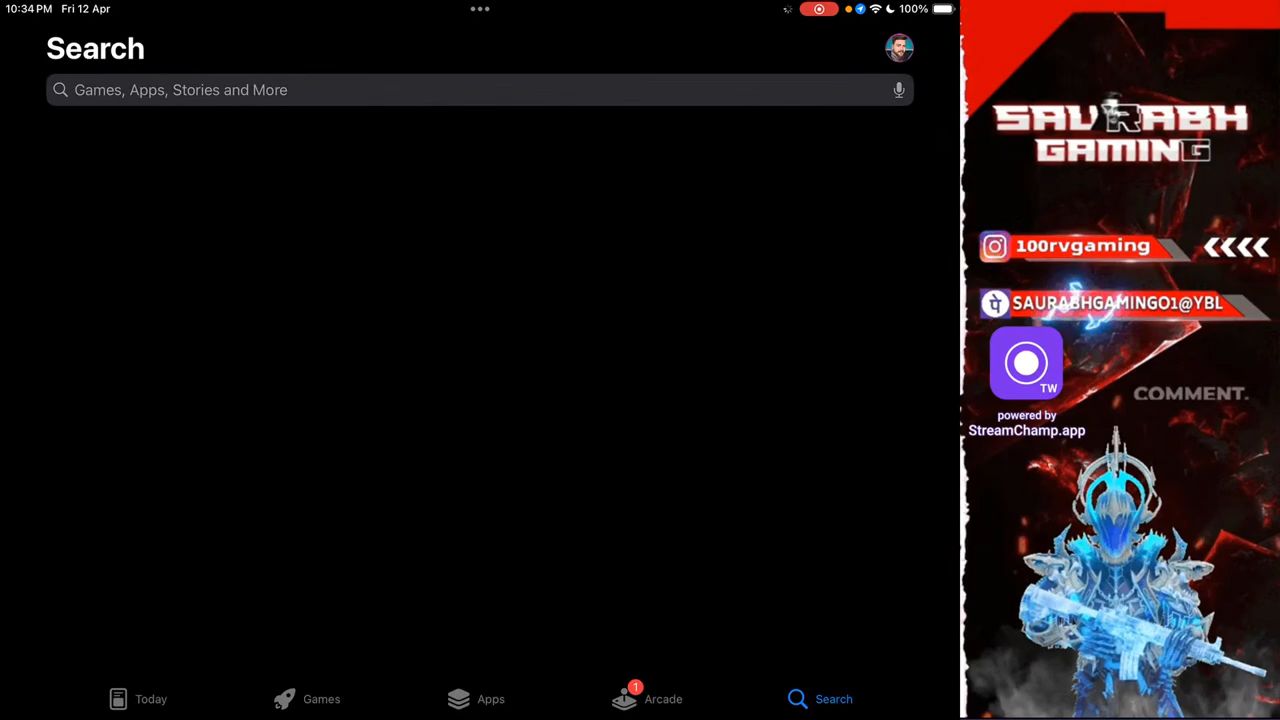 10:34 PM Fri 12 Apr
100%
Search
Games, Apps, Stories and More
Today
Games
Apps
1
Arcade
Search
SAURABH
GAMING
100rvgaming
पे
SAURABHGAMING01@YBL
TW
powered by
StreamChamp.app
COMMENT.